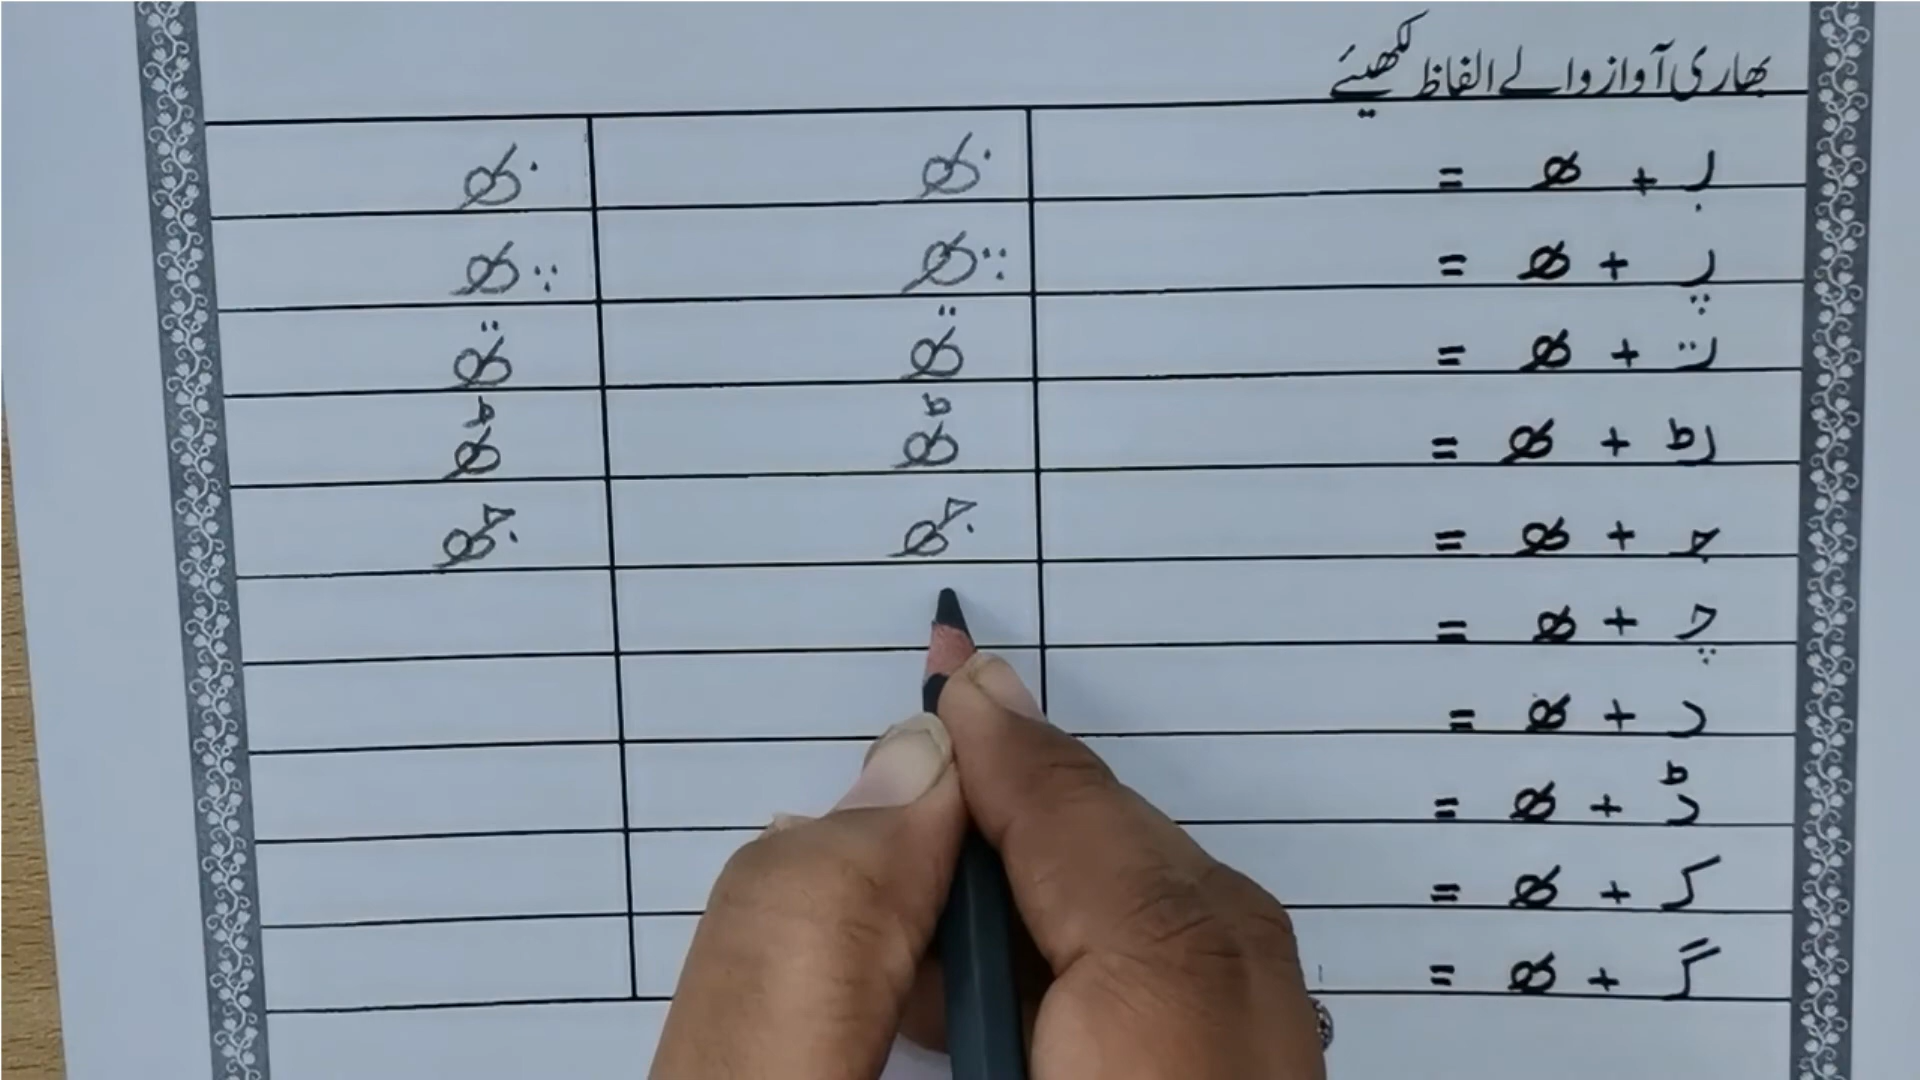 بھاری آواز والے الفاظ لکھیئے
ب + ھ = بھ بھ
پ + ھ = پھ پھ
ت + ھ = تھ تھ
ٹ + ھ = ٹھ ٹھ
ج + ھ = جھ جھ
چ + ھ =
د + ھ =
ڈ + ھ =
ک + ھ =
گ + ھ =